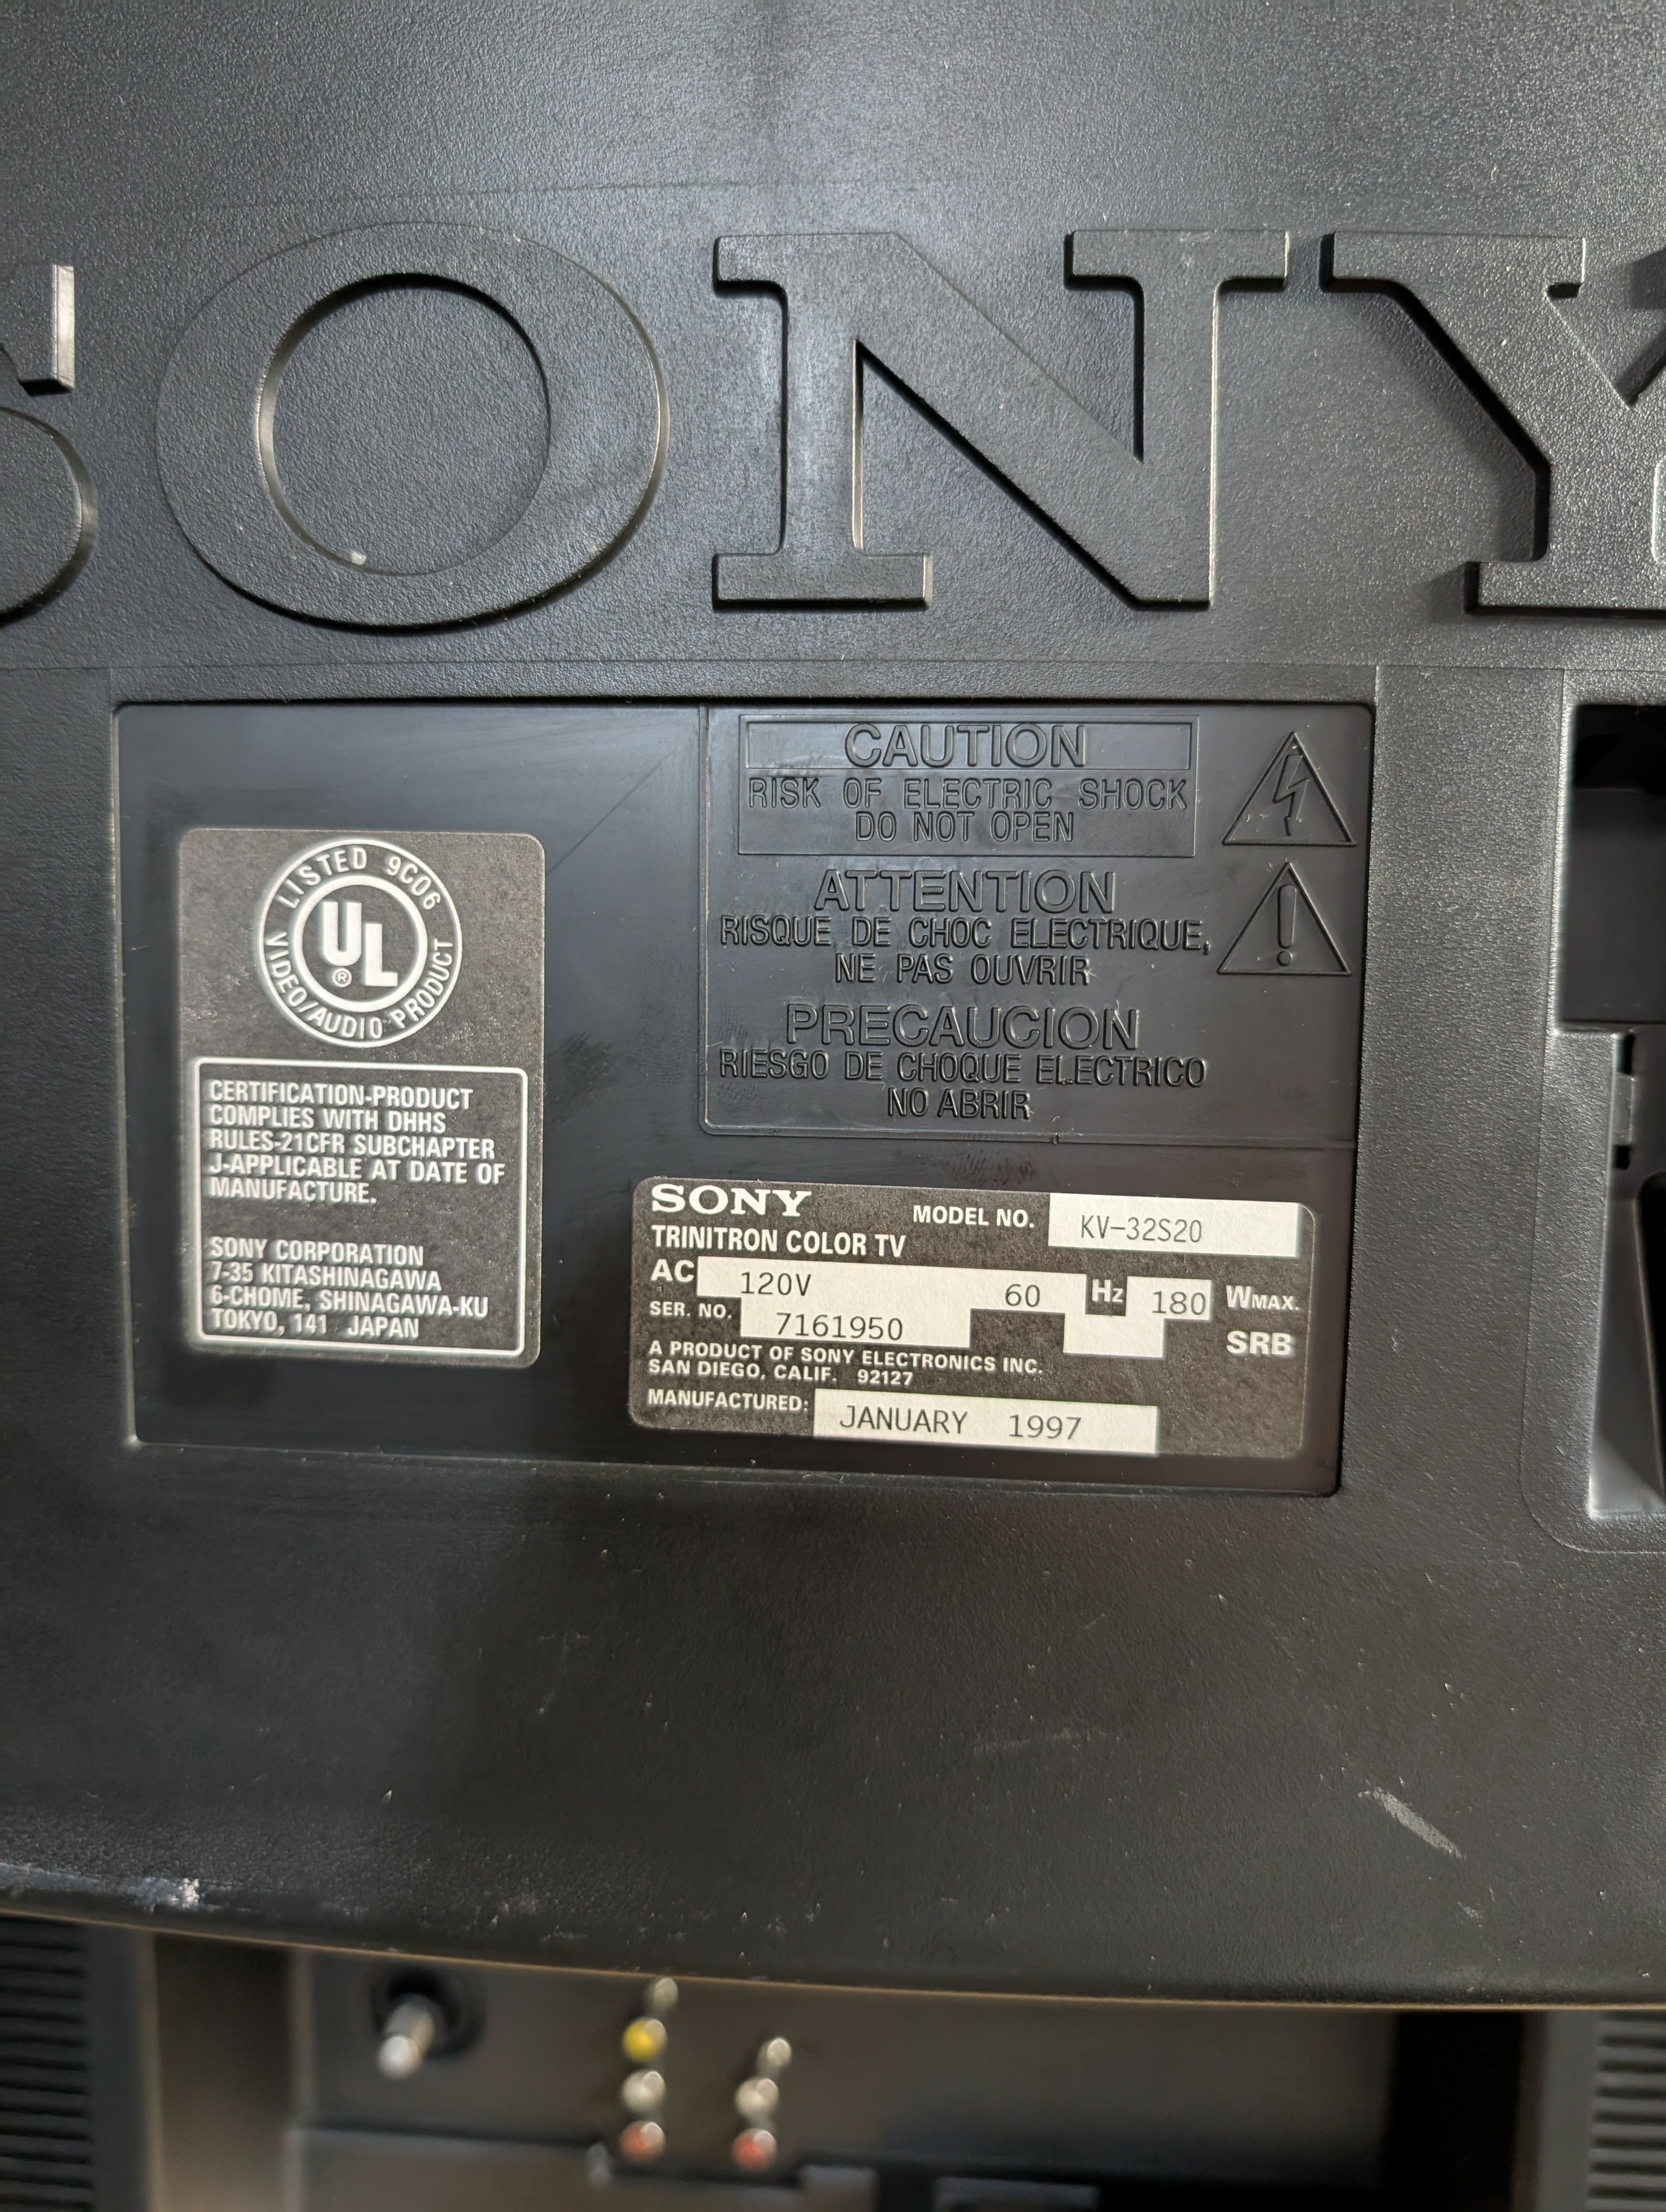 SONY
CAUTION
RISK OF ELECTRIC SHOCK
DO NOT OPEN
ATTENTION
RISQUE DE CHOC ELECTRIQUE,
NE PAS OUVRIR
PRECAUCION
RIESGO DE CHOQUE ELECTRICO
NO ABRIR
LISTED 9C06
UL
®
VIDEO/AUDIO PRODUCT
CERTIFICATION-PRODUCT
COMPLIES WITH DHHS
RULES-21CFR SUBCHAPTER
J-APPLICABLE AT DATE OF
MANUFACTURE.
SONY CORPORATION
7-35 KITASHINAGAWA
6-CHOME, SHINAGAWA-KU
TOKYO, 141 JAPAN
SONY MODEL NO. KV-32S20
TRINITRON COLOR TV
AC 120V 60 Hz 180 WMAX.
SER. NO. 7161950 SRB
A PRODUCT OF SONY ELECTRONICS INC.
SAN DIEGO, CALIF. 92127
MANUFACTURED: JANUARY 1997